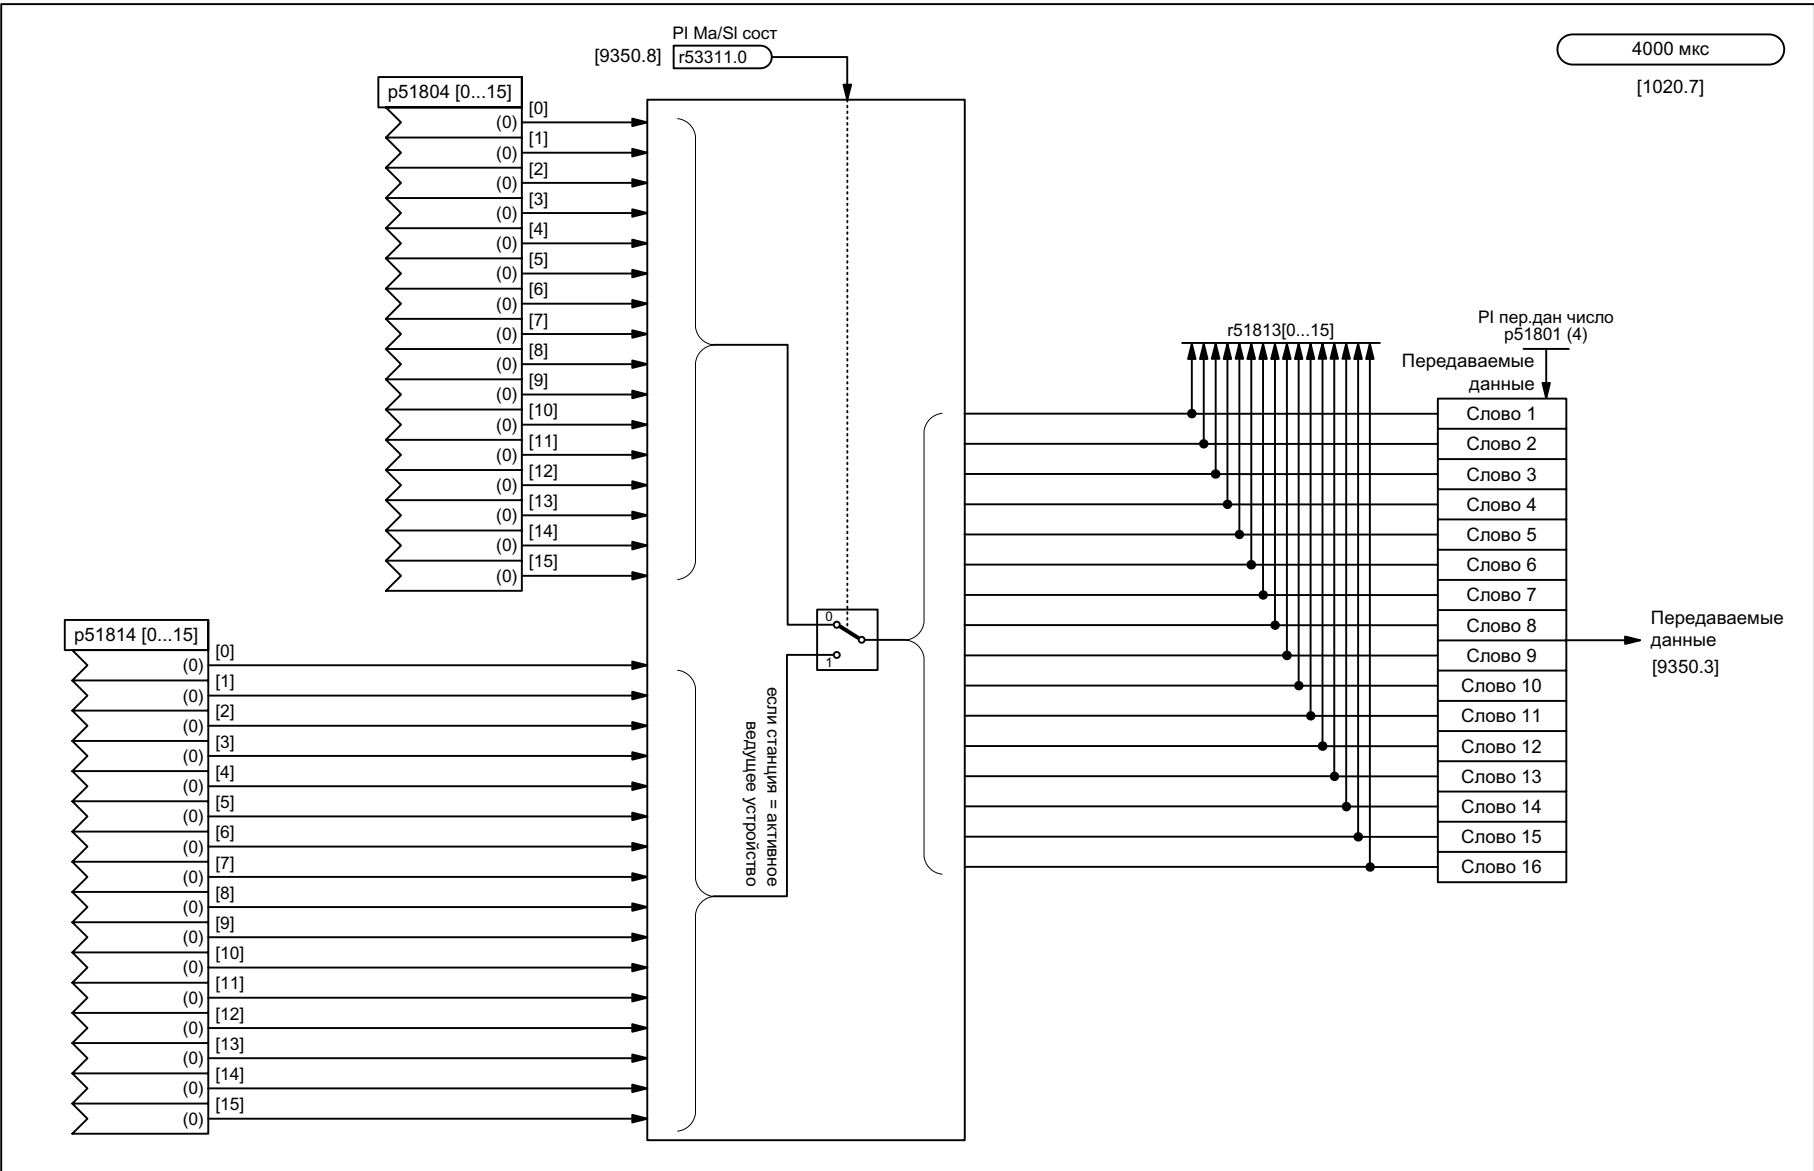 PI Ma/Sl сост
[9350.8]
r53311.0
4000 мкс
[1020.7]
p51804 [0...15]
(0) [0]
(0) [1]
(0) [2]
(0) [3]
(0) [4]
(0) [5]
(0) [6]
(0) [7]
(0) [8]
(0) [9]
(0) [10]
(0) [11]
(0) [12]
(0) [13]
(0) [14]
(0) [15]
p51814 [0...15]
(0) [0]
(0) [1]
(0) [2]
(0) [3]
(0) [4]
(0) [5]
(0) [6]
(0) [7]
(0) [8]
(0) [9]
(0) [10]
(0) [11]
(0) [12]
(0) [13]
(0) [14]
(0) [15]
0
1
если станция = активное
ведущее устройство
r51813[0...15]
PI пер.дан число
p51801 (4)
Передаваемые
данные
Слово 1
Слово 2
Слово 3
Слово 4
Слово 5
Слово 6
Слово 7
Слово 8
Слово 9
Слово 10
Слово 11
Слово 12
Слово 13
Слово 14
Слово 15
Слово 16
Передаваемые
данные
[9350.3]